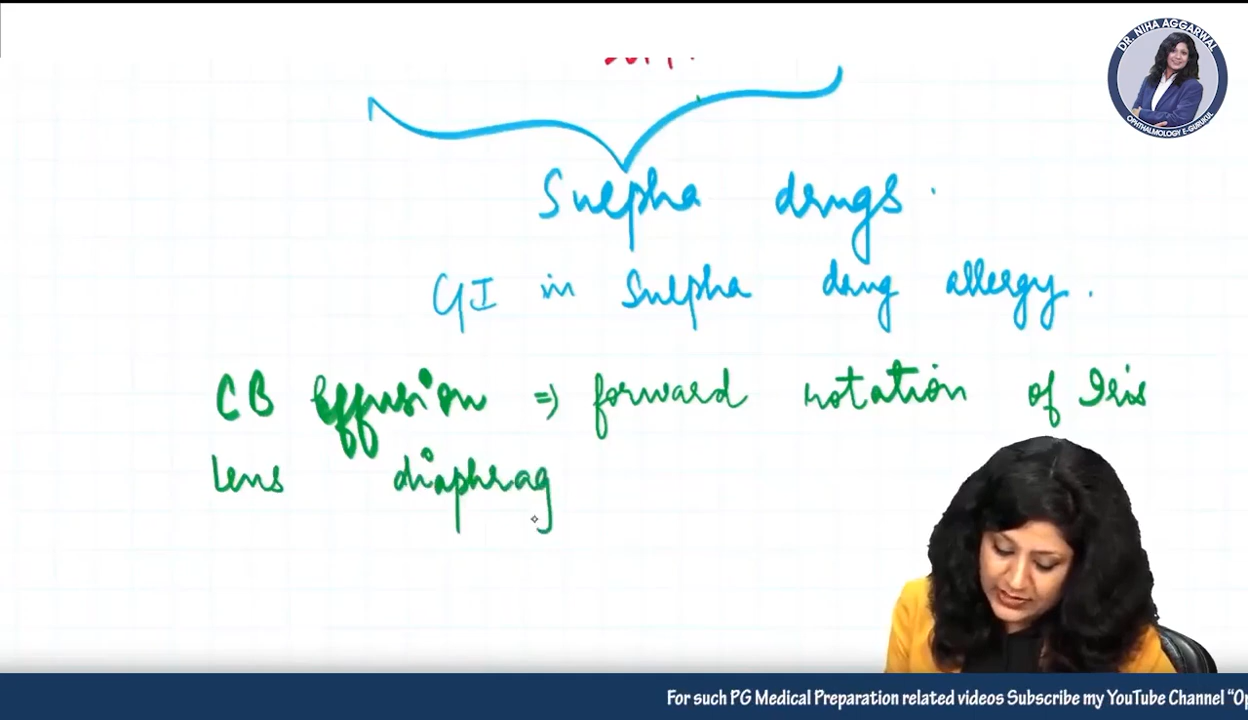 DR. NIHA AGGARWAL
OPHTHALMOLOGY E-GURUKUL
Sulpha drugs.
CI in Sulpha drug allergy.
CB Effusion => forward rotation of Iris
lens diaphrag
For such PG Medical Preparation related videos Subscribe my YouTube Channel "Op